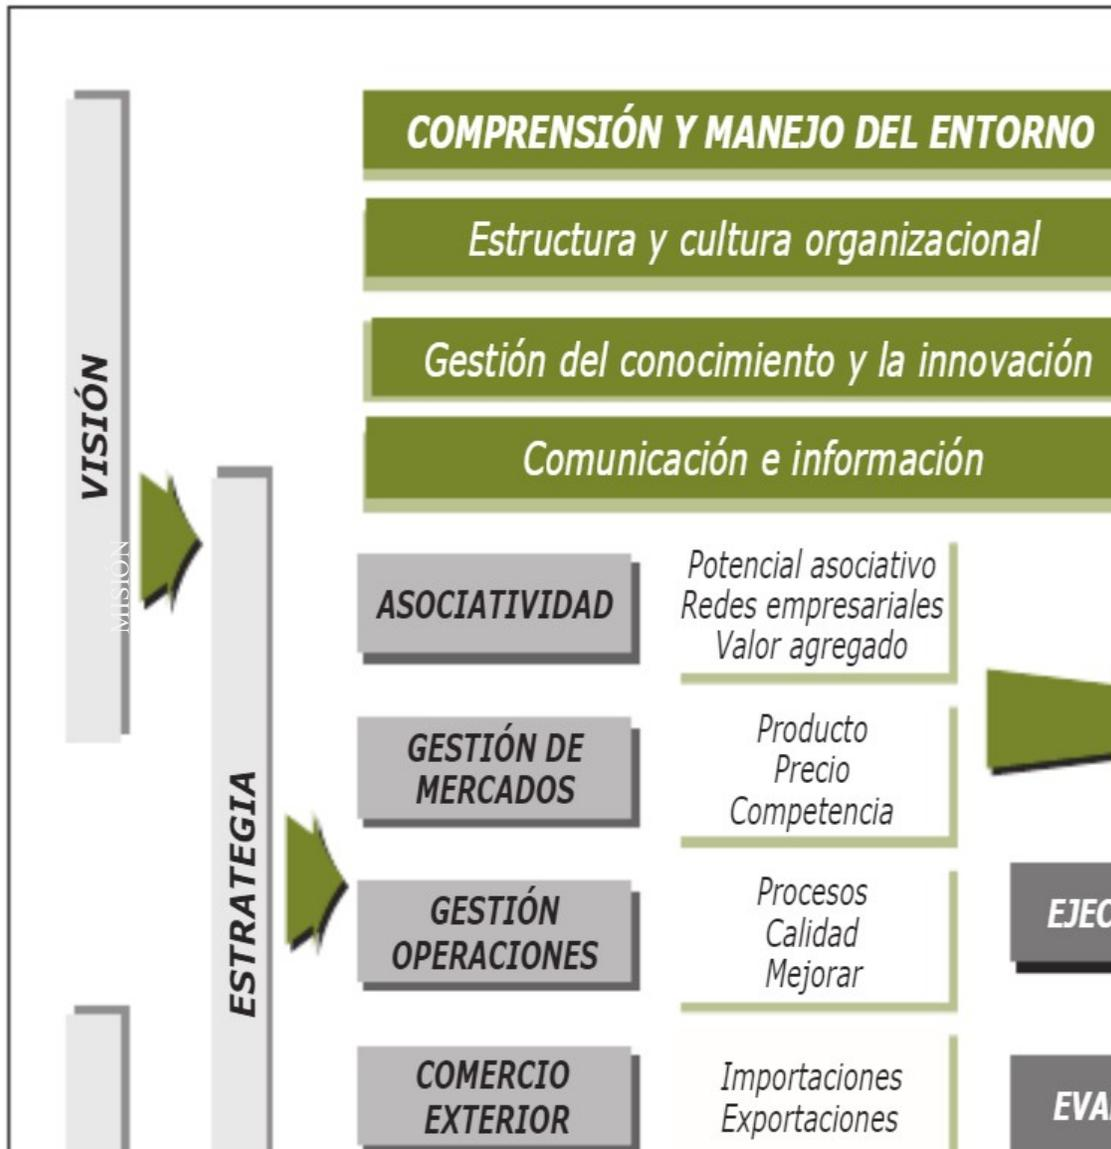 COMPRENSIÓN Y MANEJO DEL ENTORNO
Estructura y cultura organizacional
Gestión del conocimiento y la innovación
Comunicación e información
VISIÓN
MISIÓN
ESTRATEGIA
ASOCIATIVIDAD
Potencial asociativo
Redes empresariales
Valor agregado
GESTIÓN DE
MERCADOS
Producto
Precio
Competencia
GESTIÓN
OPERACIONES
Procesos
Calidad
Mejorar
EJEC
COMERCIO
EXTERIOR
Importaciones
Exportaciones
EVA